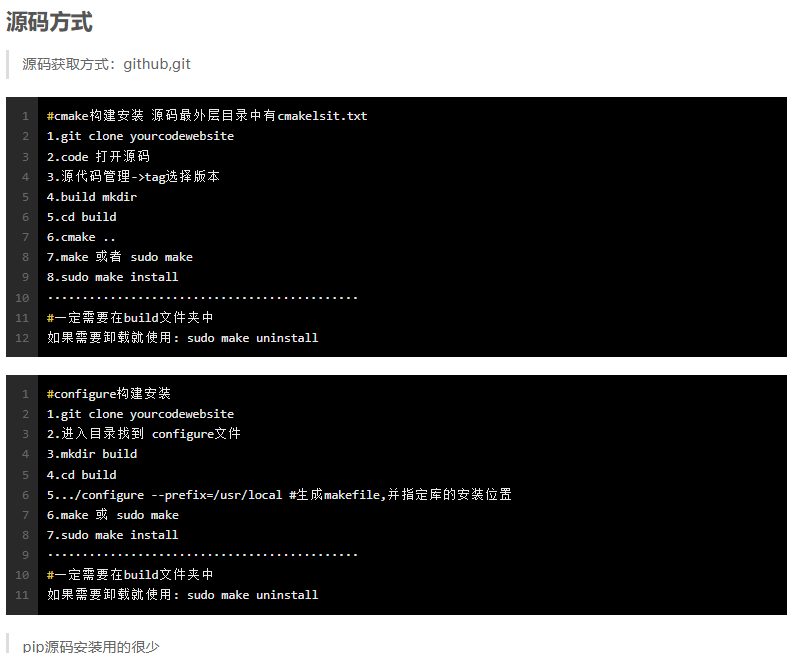 源码方式
源码获取方式：github,git
1 #cmake构建安装 源码最外层目录中有cmakelsit.txt
2 1.git clone yourcodewebsite
3 2.code 打开源码
4 3.源代码管理->tag选择版本
5 4.build mkdir
6 5.cd build
7 6.cmake ..
8 7.make 或者 sudo make
9 8.sudo make install
10 .............................................
11 #一定需要在build文件夹中
12 如果需要卸载就使用: sudo make uninstall
1 #configure构建安装
2 1.git clone yourcodewebsite
3 2.进入目录找到 configure文件
4 3.mkdir build
5 4.cd build
6 5.../configure --prefix=/usr/local #生成makefile,并指定库的安装位置
7 6.make 或 sudo make
8 7.sudo make install
9 .............................................
10 #一定需要在build文件夹中
11 如果需要卸载就使用: sudo make uninstall
pip源码安装用的很少